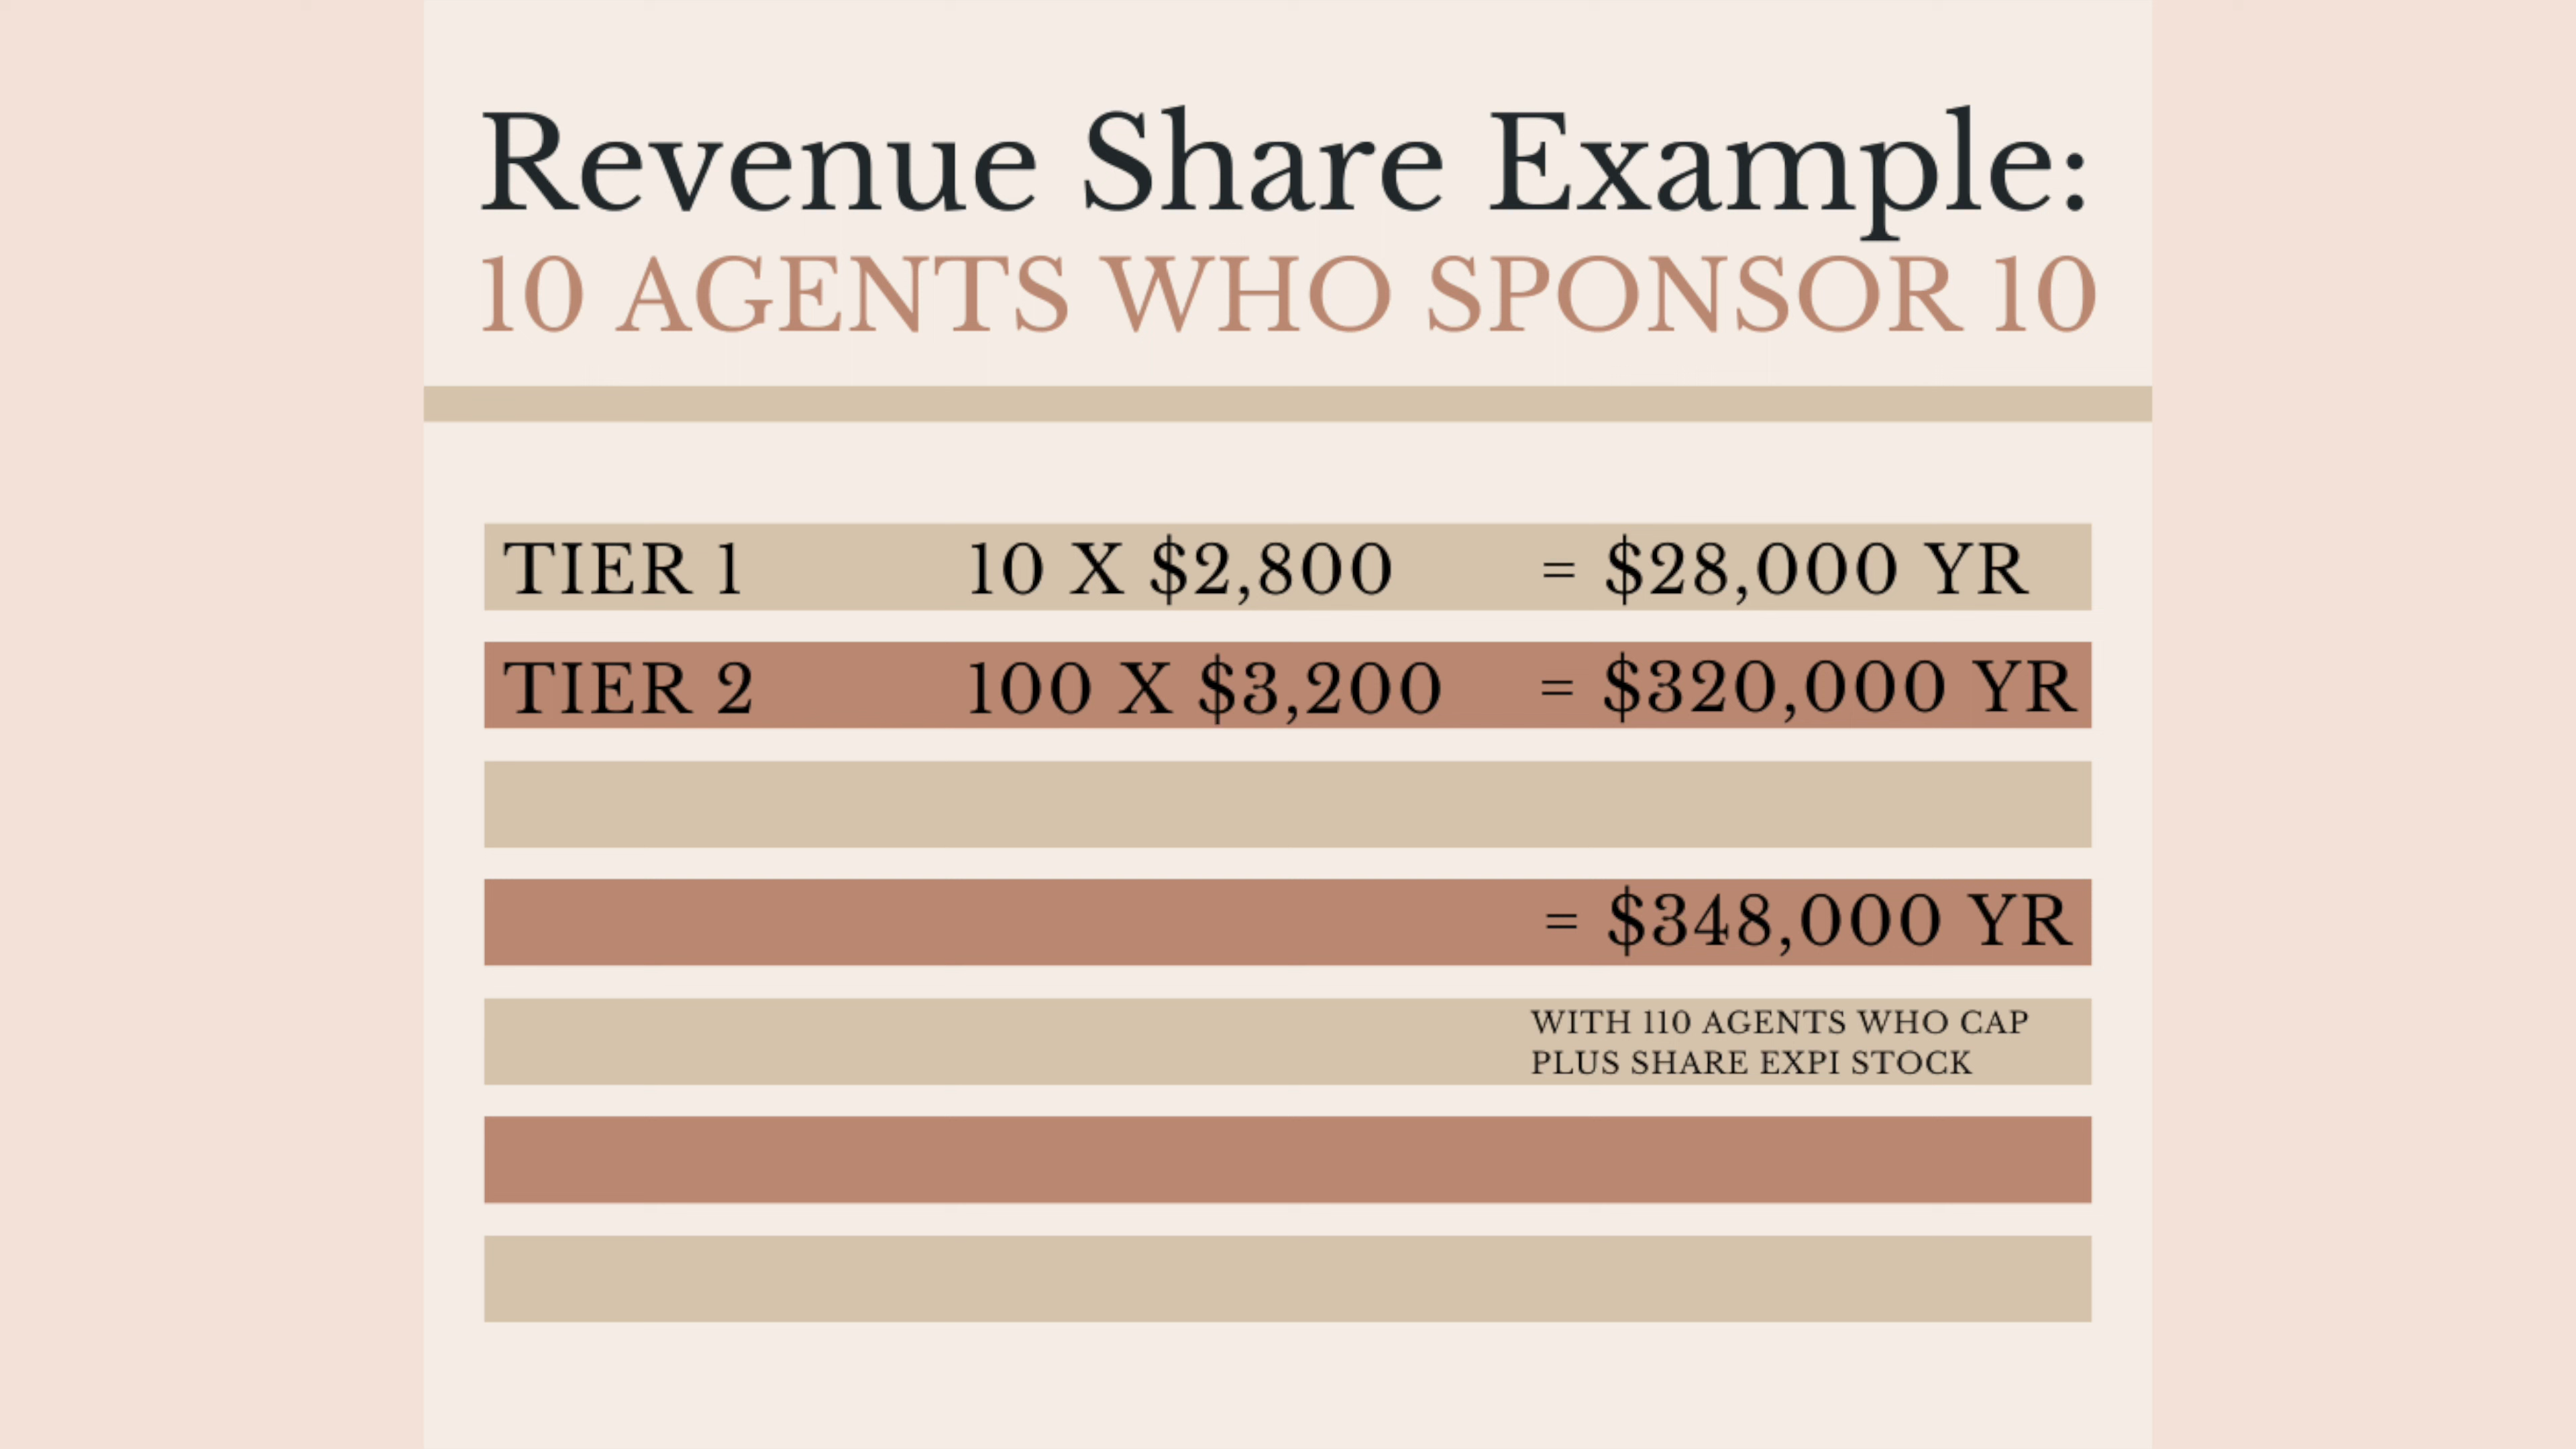 Revenue Share Example:
10 AGENTS WHO SPONSOR 10
TIER 1 10 X $2,800 = $28,000 YR
TIER 2 100 X $3,200 = $320,000 YR
= $348,000 YR
WITH 110 AGENTS WHO CAP
PLUS SHARE EXPI STOCK